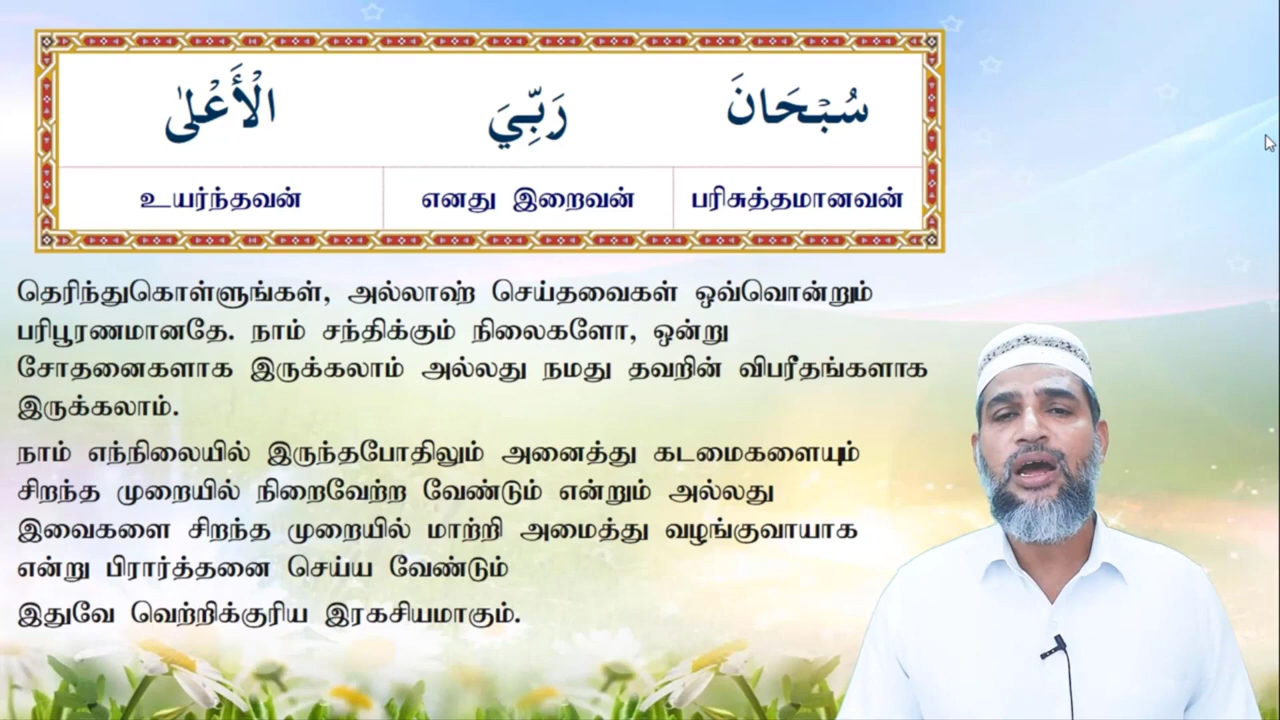 سُبْحَانَ رَبِّيَ الْأَعْلٰى
உயர்ந்தவன் எனது இறைவன் பரிசுத்தமானவன்
தெரிந்துகொள்ளுங்கள், அல்லாஹ் செய்தவைகள் ஒவ்வொன்றும்
பரிபூரணமானதே. நாம் சந்திக்கும் நிலைகளோ, ஒன்று
சோதனைகளாக இருக்கலாம் அல்லது நமது தவறின் விபரீதங்களாக
இருக்கலாம்.
நாம் எந்நிலையில் இருந்தபோதிலும் அனைத்து கடமைகளையும்
சிறந்த முறையில் நிறைவேற்ற வேண்டும் என்றும் அல்லது
இவைகளை சிறந்த முறையில் மாற்றி அமைத்து வழங்குவாயாக
என்று பிரார்த்தனை செய்ய வேண்டும்
இதுவே வெற்றிக்குரிய இரகசியமாகும்.